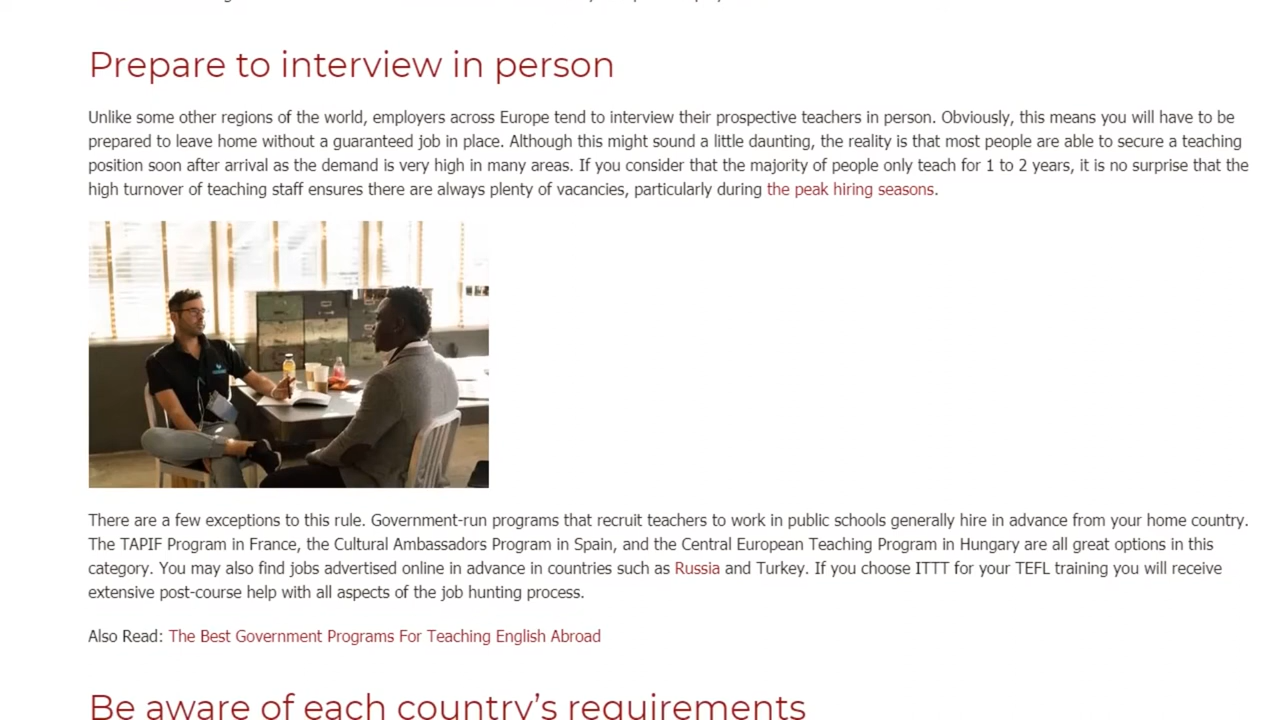 Prepare to interview in person
Unlike some other regions of the world, employers across Europe tend to interview their prospective teachers in person. Obviously, this means you will have to be
prepared to leave home without a guaranteed job in place. Although this might sound a little daunting, the reality is that most people are able to secure a teaching
position soon after arrival as the demand is very high in many areas. If you consider that the majority of people only teach for 1 to 2 years, it is no surprise that the
high turnover of teaching staff ensures there are always plenty of vacancies, particularly during the peak hiring seasons.
There are a few exceptions to this rule. Government-run programs that recruit teachers to work in public schools generally hire in advance from your home country.
The TAPIF Program in France, the Cultural Ambassadors Program in Spain, and the Central European Teaching Program in Hungary are all great options in this
category. You may also find jobs advertised online in advance in countries such as Russia and Turkey. If you choose ITTT for your TEFL training you will receive
extensive post-course help with all aspects of the job hunting process.
Also Read: The Best Government Programs For Teaching English Abroad
Be aware of each country's requirements